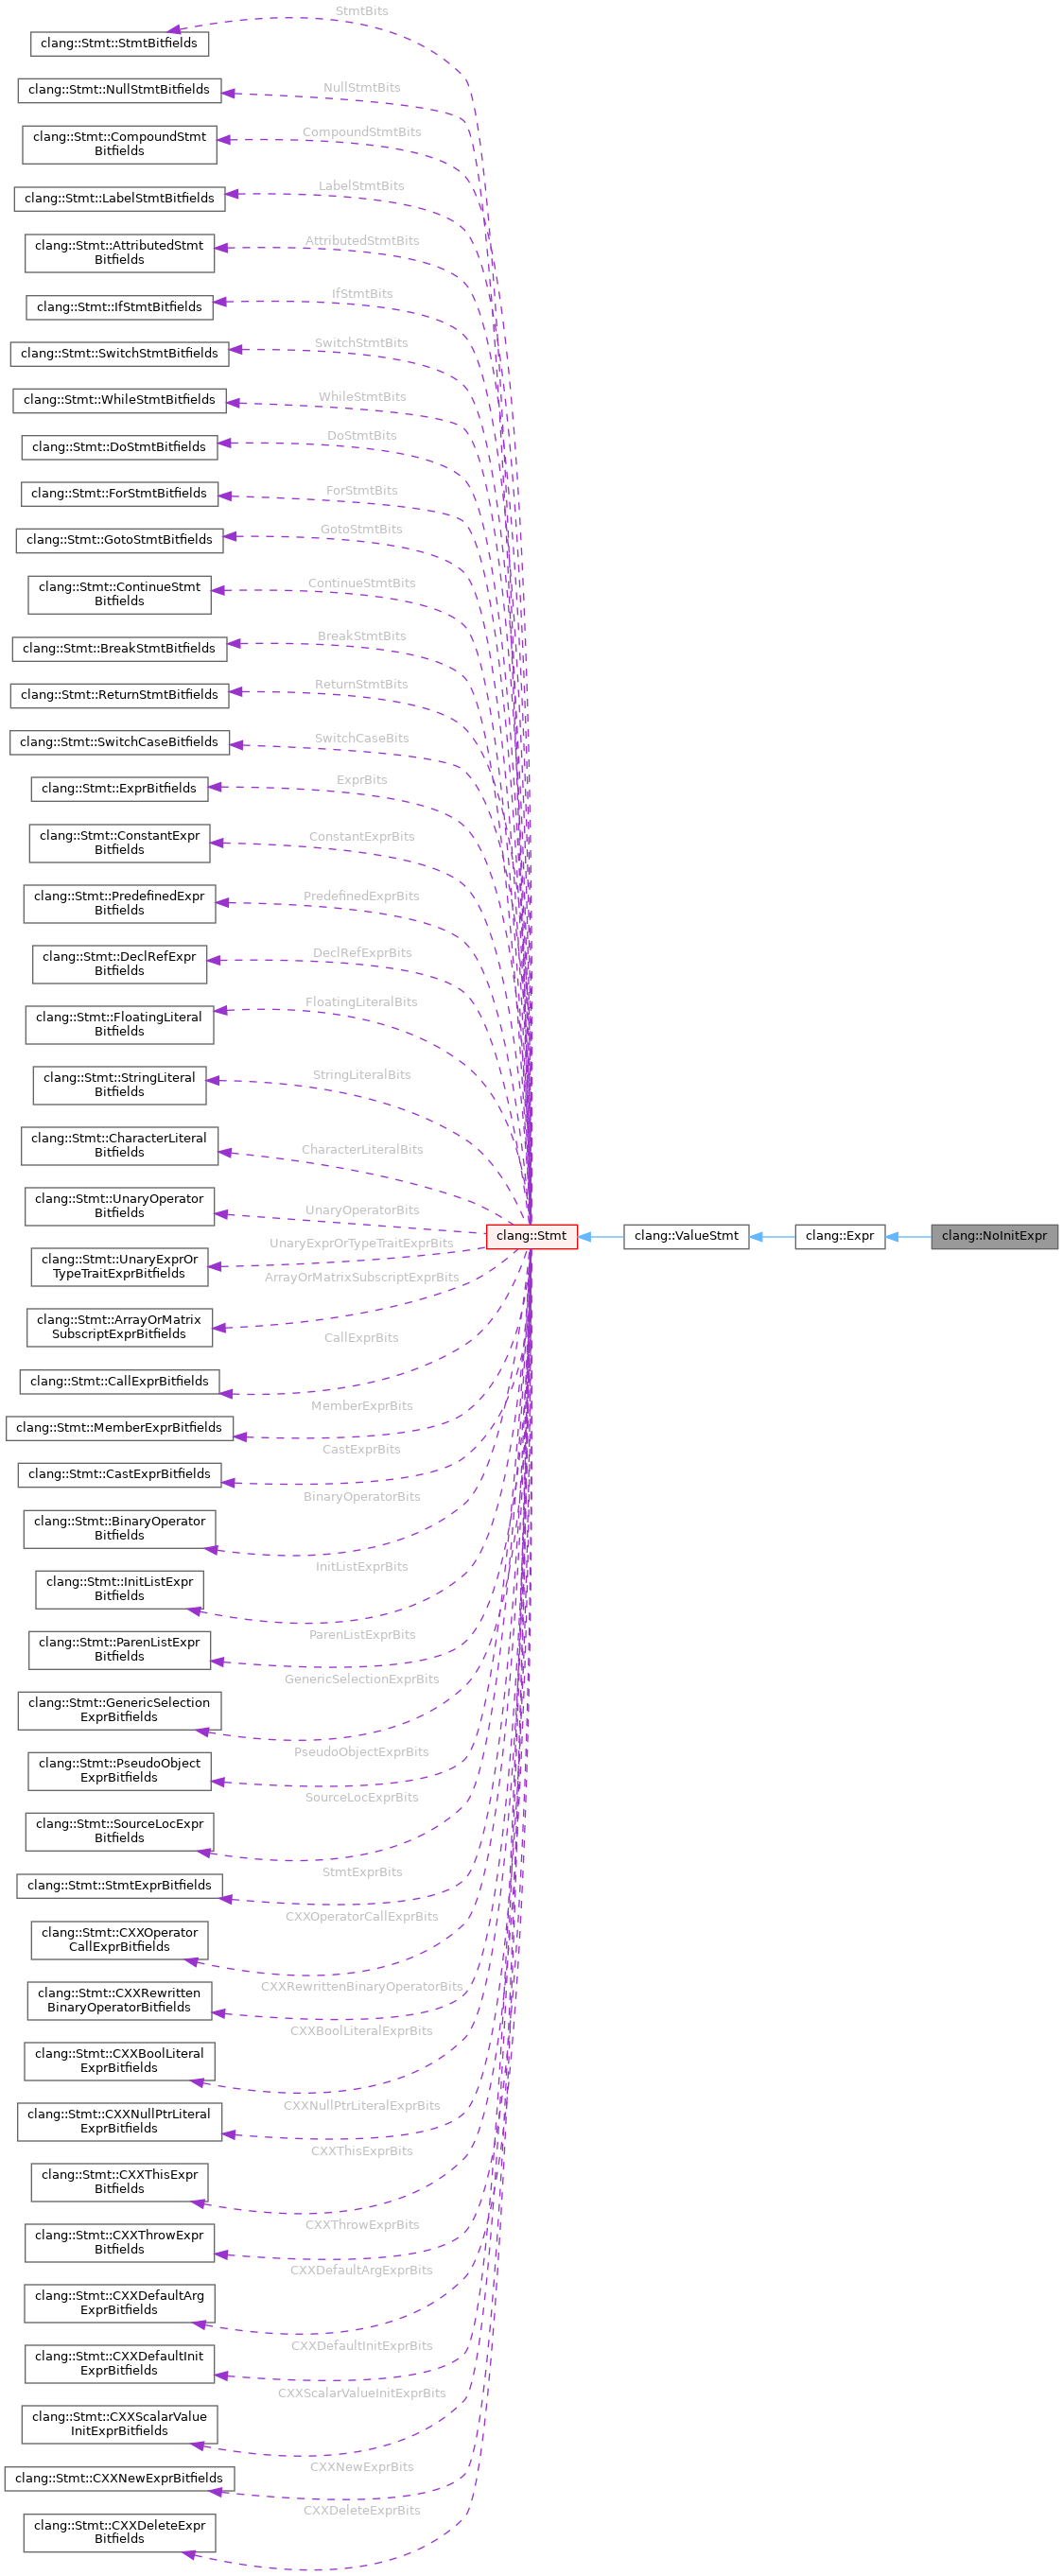 StmtBits
clang::Stmt::StmtBitfields
NullStmtBits
clang::Stmt::NullStmtBitfields
CompoundStmtBits
clang::Stmt::CompoundStmt
Bitfields
LabelStmtBits
clang::Stmt::LabelStmtBitfields
AttributedStmtBits
clang::Stmt::AttributedStmt
Bitfields
IfStmtBits
clang::Stmt::IfStmtBitfields
SwitchStmtBits
clang::Stmt::SwitchStmtBitfields
WhileStmtBits
clang::Stmt::WhileStmtBitfields
DoStmtBits
clang::Stmt::DoStmtBitfields
ForStmtBits
clang::Stmt::ForStmtBitfields
GotoStmtBits
clang::Stmt::GotoStmtBitfields
ContinueStmtBits
clang::Stmt::ContinueStmt
Bitfields
BreakStmtBits
clang::Stmt::BreakStmtBitfields
ReturnStmtBits
clang::Stmt::ReturnStmtBitfields
SwitchCaseBits
clang::Stmt::SwitchCaseBitfields
ExprBits
clang::Stmt::ExprBitfields
ConstantExprBits
clang::Stmt::ConstantExpr
Bitfields
PredefinedExprBits
clang::Stmt::PredefinedExpr
Bitfields
DeclRefExprBits
clang::Stmt::DeclRefExpr
Bitfields
FloatingLiteralBits
clang::Stmt::FloatingLiteral
Bitfields
StringLiteralBits
clang::Stmt::StringLiteral
Bitfields
CharacterLiteralBits
clang::Stmt::CharacterLiteral
Bitfields
UnaryOperatorBits
clang::Stmt::UnaryOperator
Bitfields
clang::Stmt
clang::ValueStmt
clang::Expr
clang::NoInitExpr
UnaryExprOrTypeTraitExprBits
clang::Stmt::UnaryExprOr
TypeTraitExprBitfields
ArrayOrMatrixSubscriptExprBits
clang::Stmt::ArrayOrMatrix
SubscriptExprBitfields
CallExprBits
clang::Stmt::CallExprBitfields
MemberExprBits
clang::Stmt::MemberExprBitfields
CastExprBits
clang::Stmt::CastExprBitfields
BinaryOperatorBits
clang::Stmt::BinaryOperator
Bitfields
InitListExprBits
clang::Stmt::InitListExpr
Bitfields
ParenListExprBits
clang::Stmt::ParenListExpr
Bitfields
GenericSelectionExprBits
clang::Stmt::GenericSelection
ExprBitfields
PseudoObjectExprBits
clang::Stmt::PseudoObject
ExprBitfields
SourceLocExprBits
clang::Stmt::SourceLocExpr
Bitfields
StmtExprBits
clang::Stmt::StmtExprBitfields
CXXOperatorCallExprBits
clang::Stmt::CXXOperator
CallExprBitfields
CXXRewrittenBinaryOperatorBits
clang::Stmt::CXXRewritten
BinaryOperatorBitfields
CXXBoolLiteralExprBits
clang::Stmt::CXXBoolLiteral
ExprBitfields
CXXNullPtrLiteralExprBits
clang::Stmt::CXXNullPtrLiteral
ExprBitfields
CXXThisExprBits
clang::Stmt::CXXThisExpr
Bitfields
CXXThrowExprBits
clang::Stmt::CXXThrowExpr
Bitfields
CXXDefaultArgExprBits
clang::Stmt::CXXDefaultArg
ExprBitfields
CXXDefaultInitExprBits
clang::Stmt::CXXDefaultInit
ExprBitfields
CXXScalarValueInitExprBits
clang::Stmt::CXXScalarValue
InitExprBitfields
CXXNewExprBits
clang::Stmt::CXXNewExprBitfields
CXXDeleteExprBits
clang::Stmt::CXXDeleteExpr
Bitfields